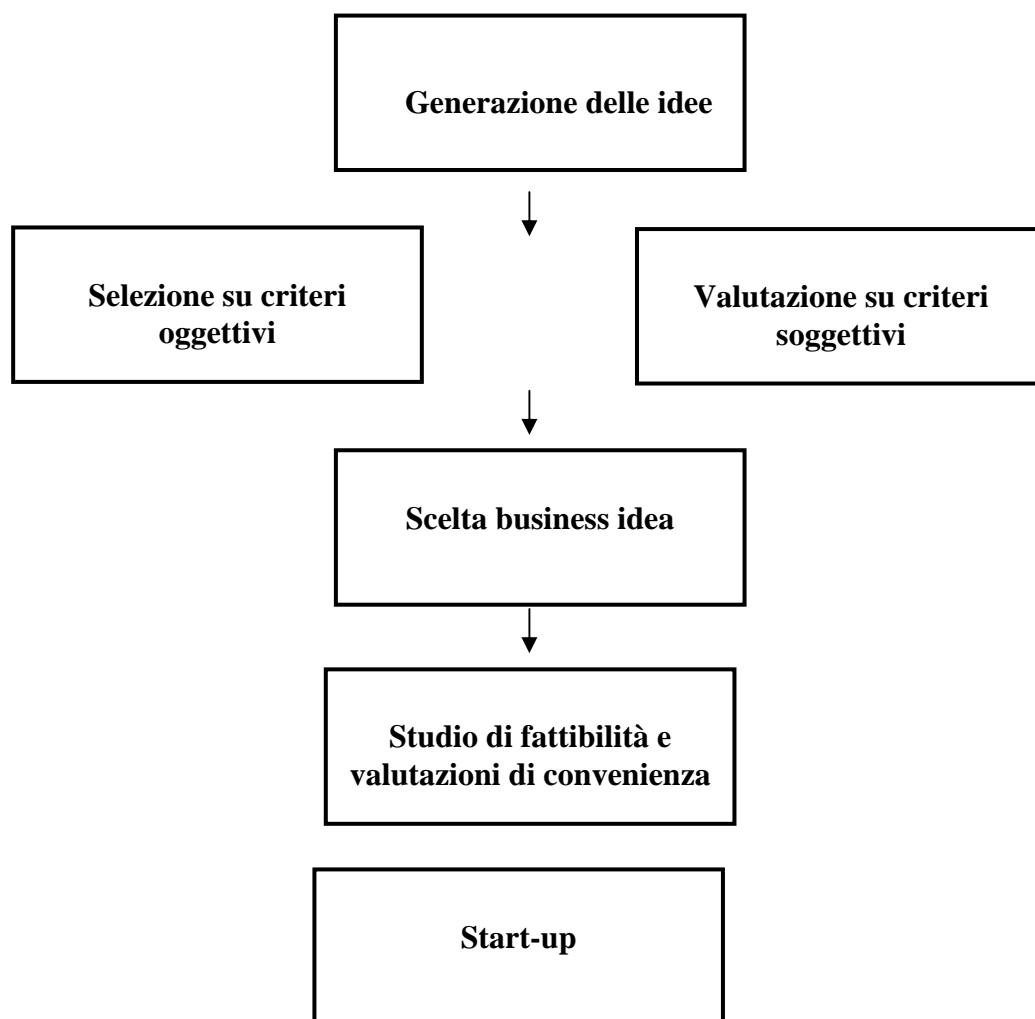 Generazione delle idee
Selezione su criteri
oggettivi
Valutazione su criteri
soggettivi
Scelta business idea
Studio di fattibilità e
valutazioni di convenienza
Start-up